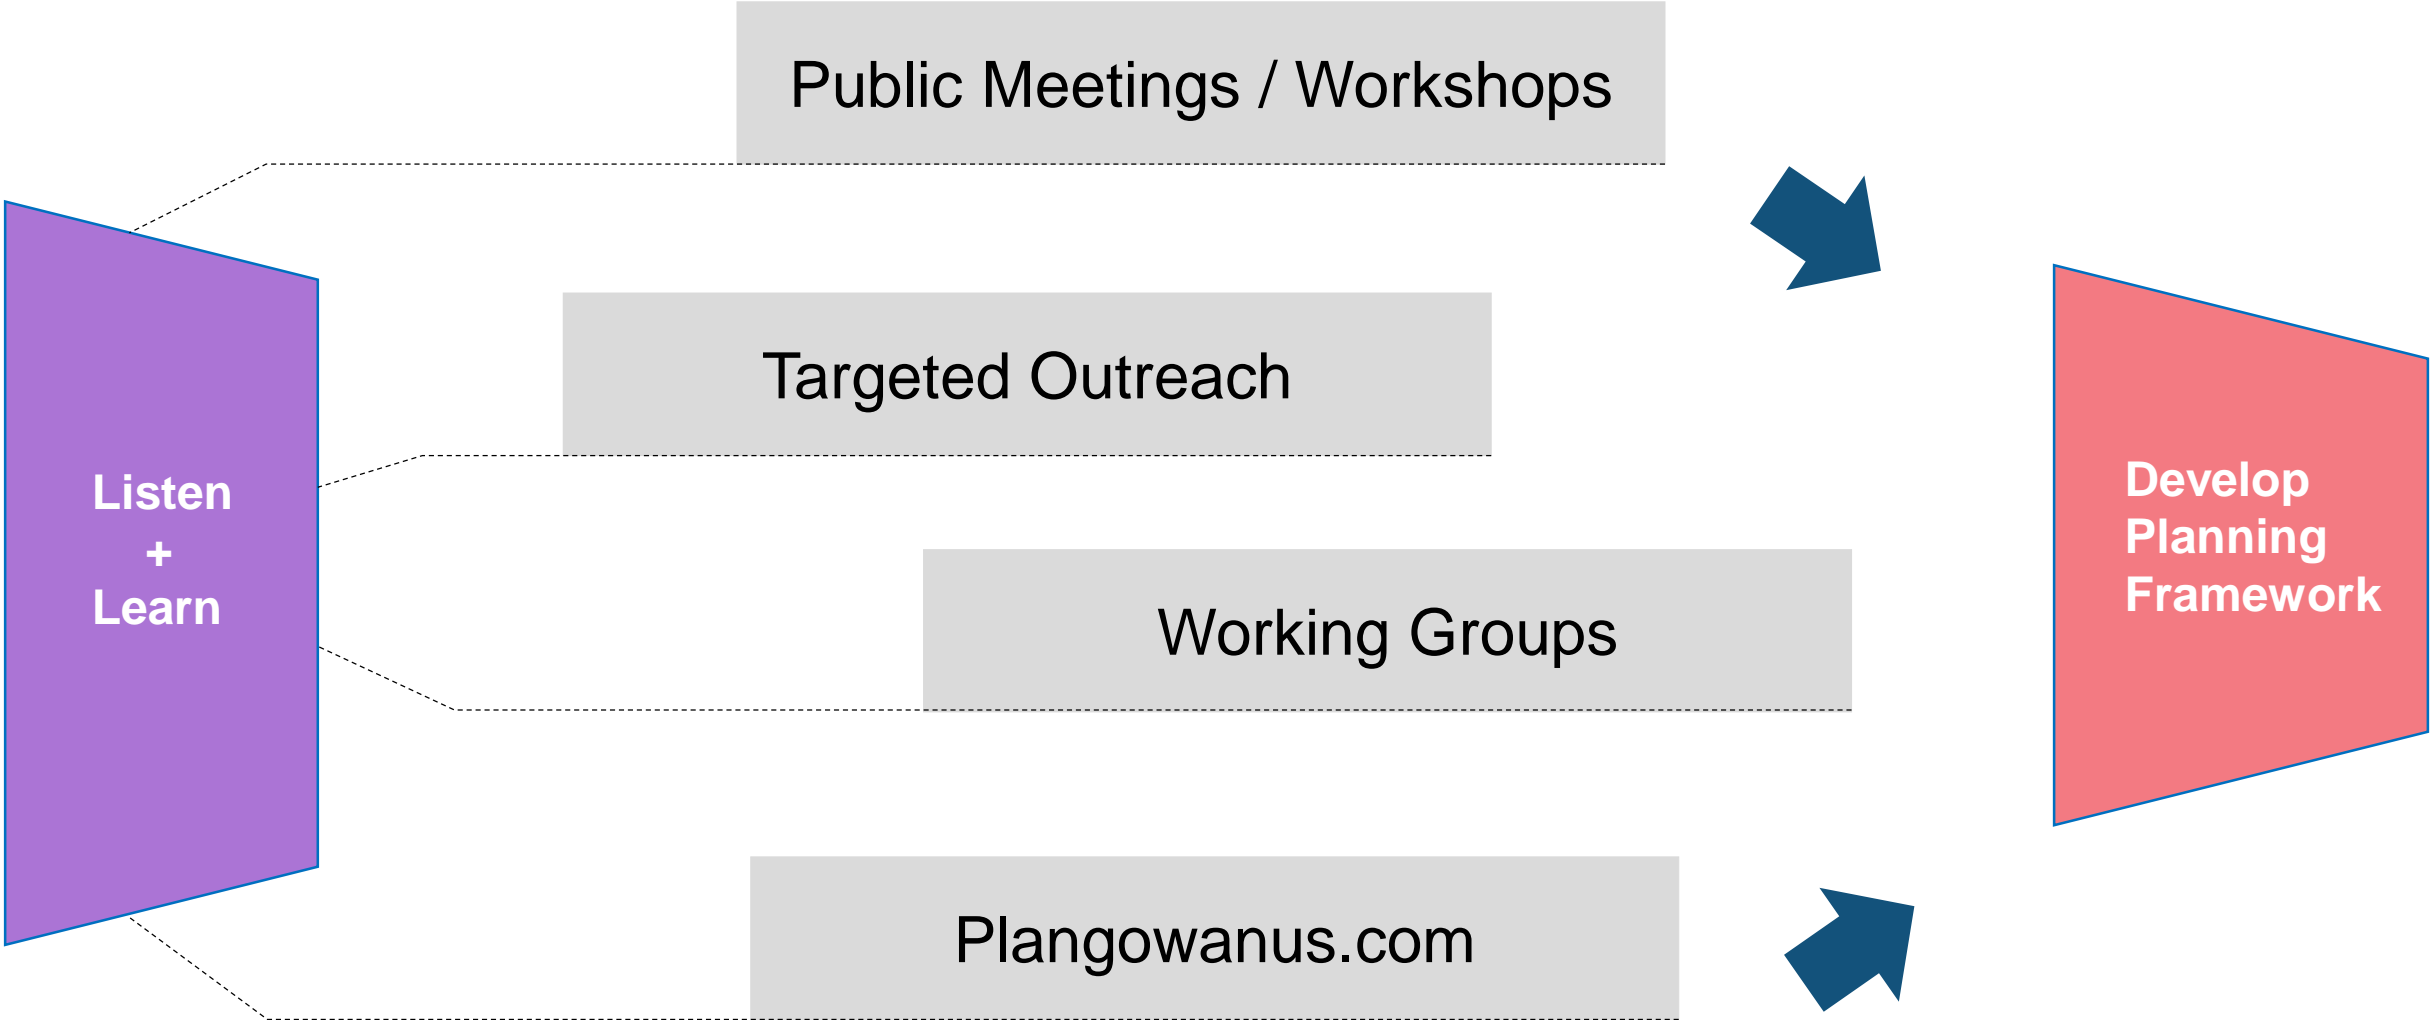 Public Meetings / Workshops
Targeted Outreach
Listen
+
Learn
Working Groups
Plangowanus.com
Develop
Planning
Framework